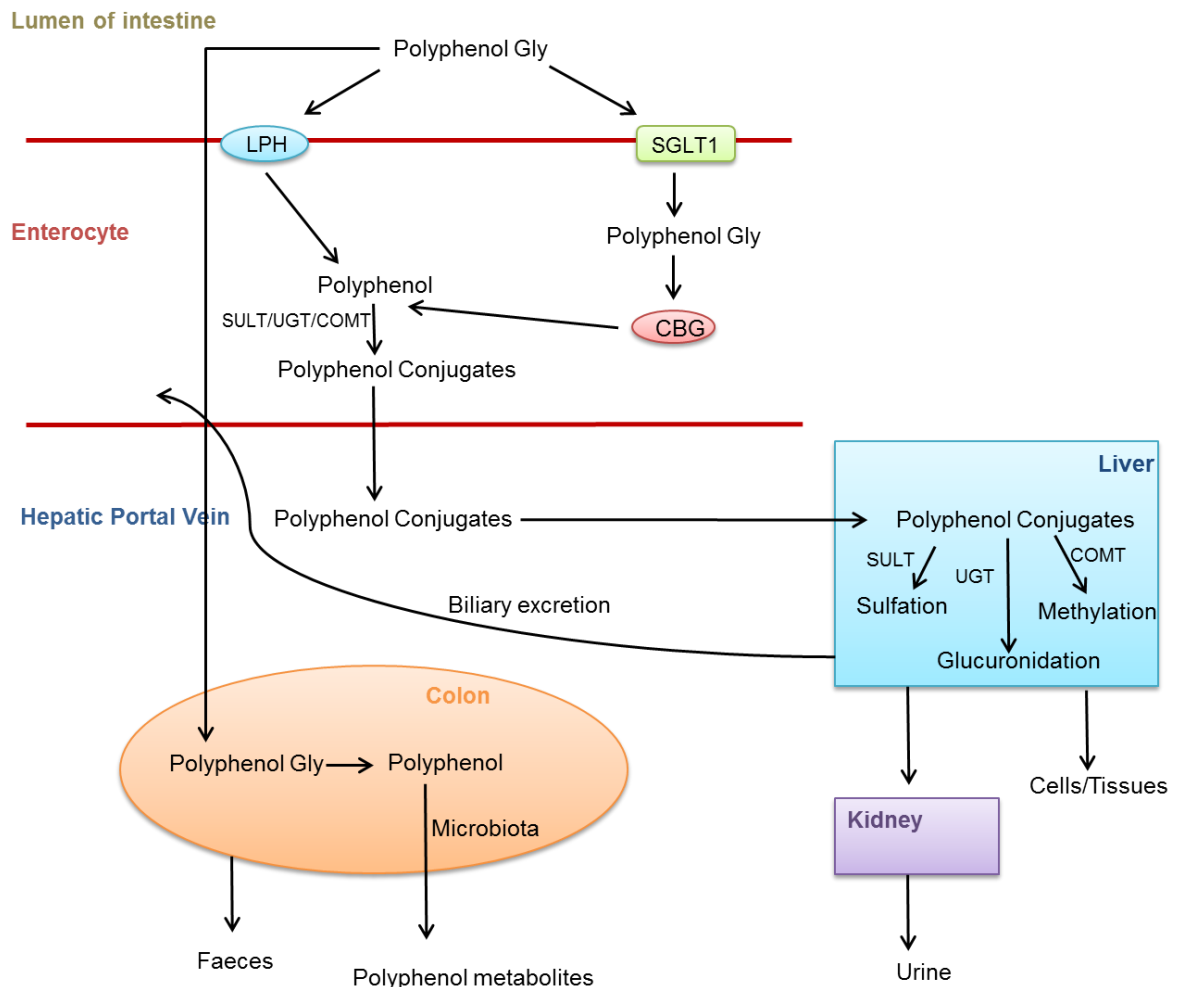 Lumen of intestine
Polyphenol Gly
LPH
SGLT1
Enterocyte
Polyphenol Gly
Polyphenol
SULT/UGT/COMT
CBG
Polyphenol Conjugates
Liver
Hepatic Portal Vein
Polyphenol Conjugates
Polyphenol Conjugates
SULT
UGT
COMT
Sulfation
Methylation
Glucuronidation
Biliary excretion
Colon
Polyphenol Gly
Polyphenol
Microbiota
Cells/Tissues
Kidney
Faeces
Polyphenol metabolites
Urine